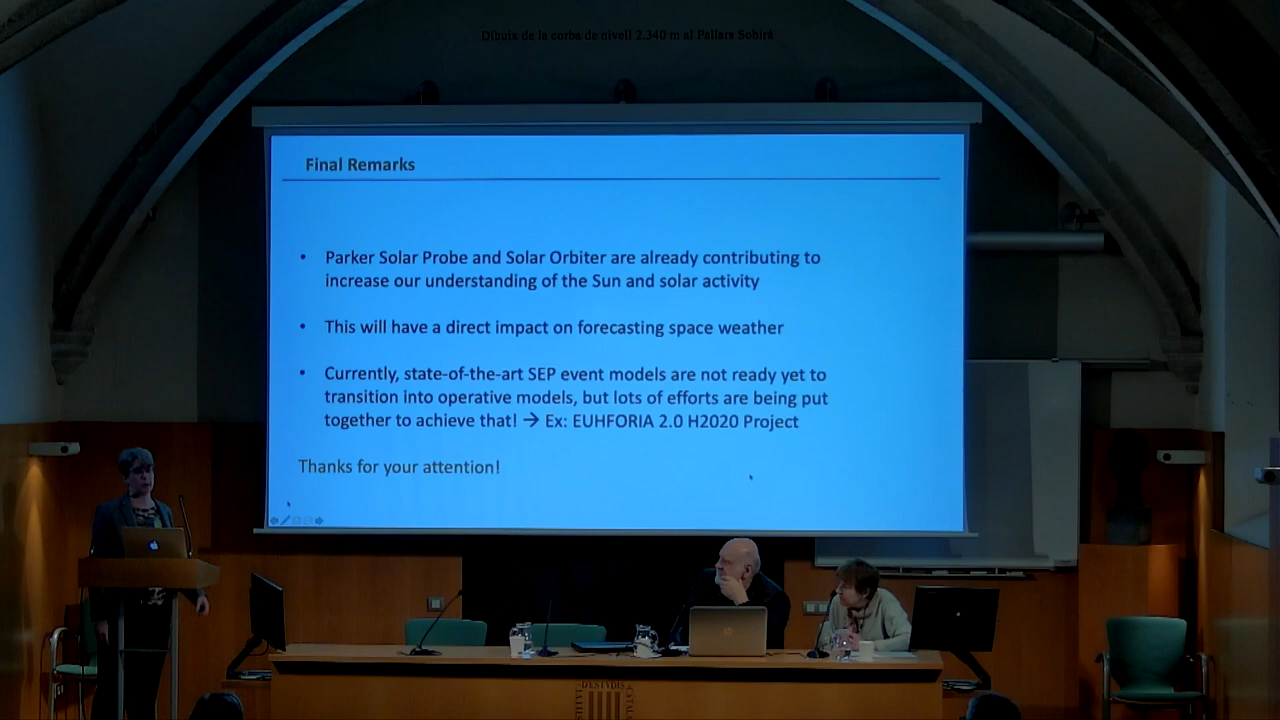 Dibuix de la corba de nivell 2.340 m al Pallars Sobirà
Final Remarks
• Parker Solar Probe and Solar Orbiter are already contributing to
increase our understanding of the Sun and solar activity
• This will have a direct impact on forecasting space weather
• Currently, state-of-the-art SEP event models are not ready yet to
transition into operative models, but lots of efforts are being put
together to achieve that! → Ex: EUHFORIA 2.0 H2020 Project
Thanks for your attention!
D'ESTVDIS